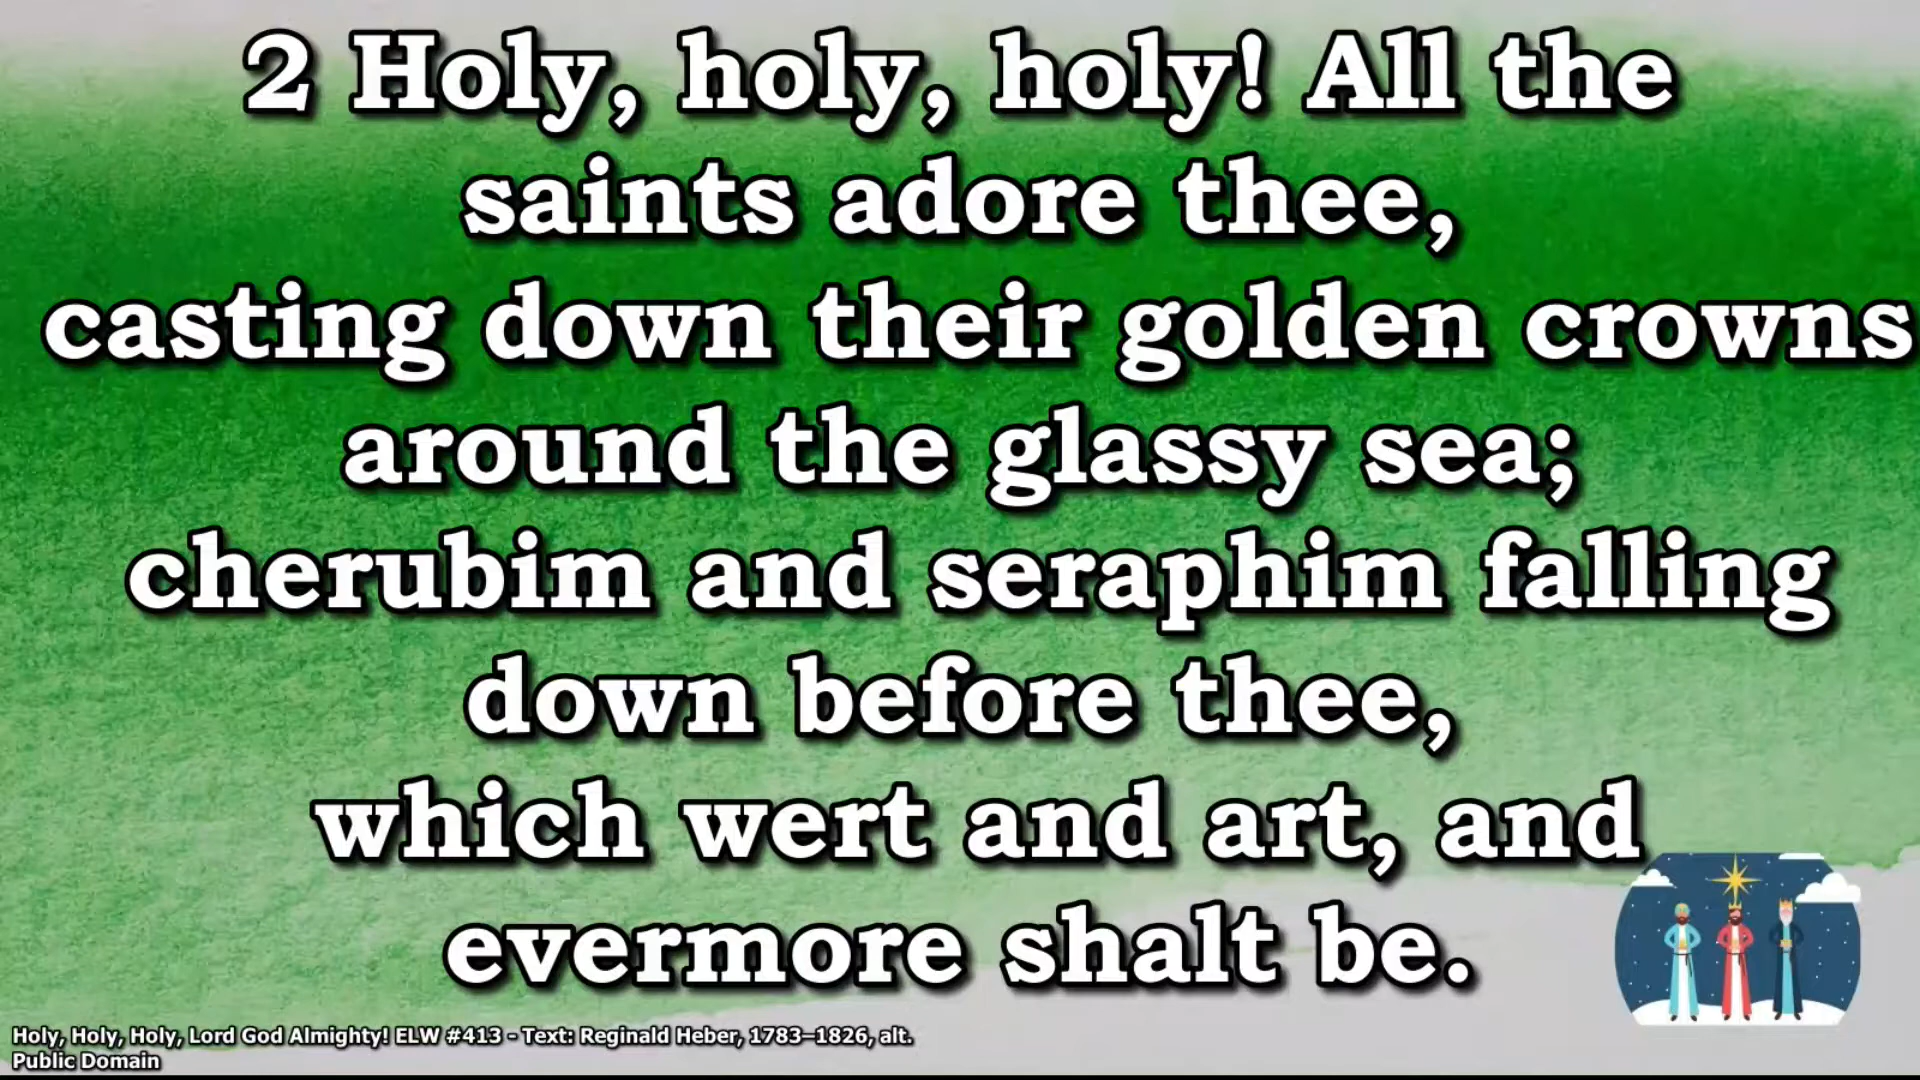 2 Holy, holy, holy! All the
saints adore thee,
casting down their golden crowns
around the glassy sea;
cherubim and seraphim falling
down before thee,
which wert and art, and
evermore shalt be.
Holy, Holy, Holy, Lord God Almighty! ELW #413 - Text: Reginald Heber, 1783–1826, alt.
Public Domain